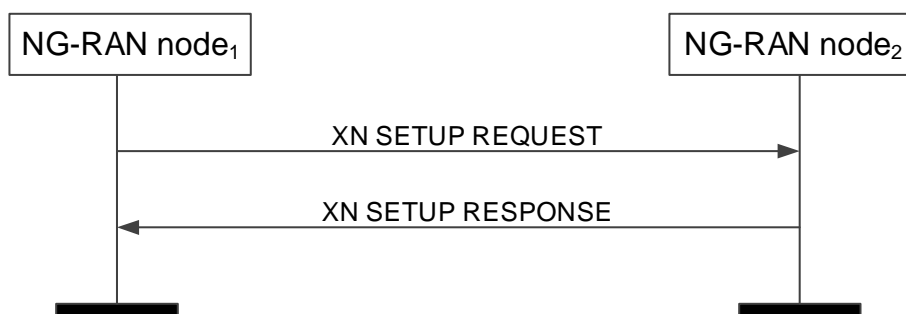 NG-RAN node₁
NG-RAN node₂
XN SETUP REQUEST
XN SETUP RESPONSE